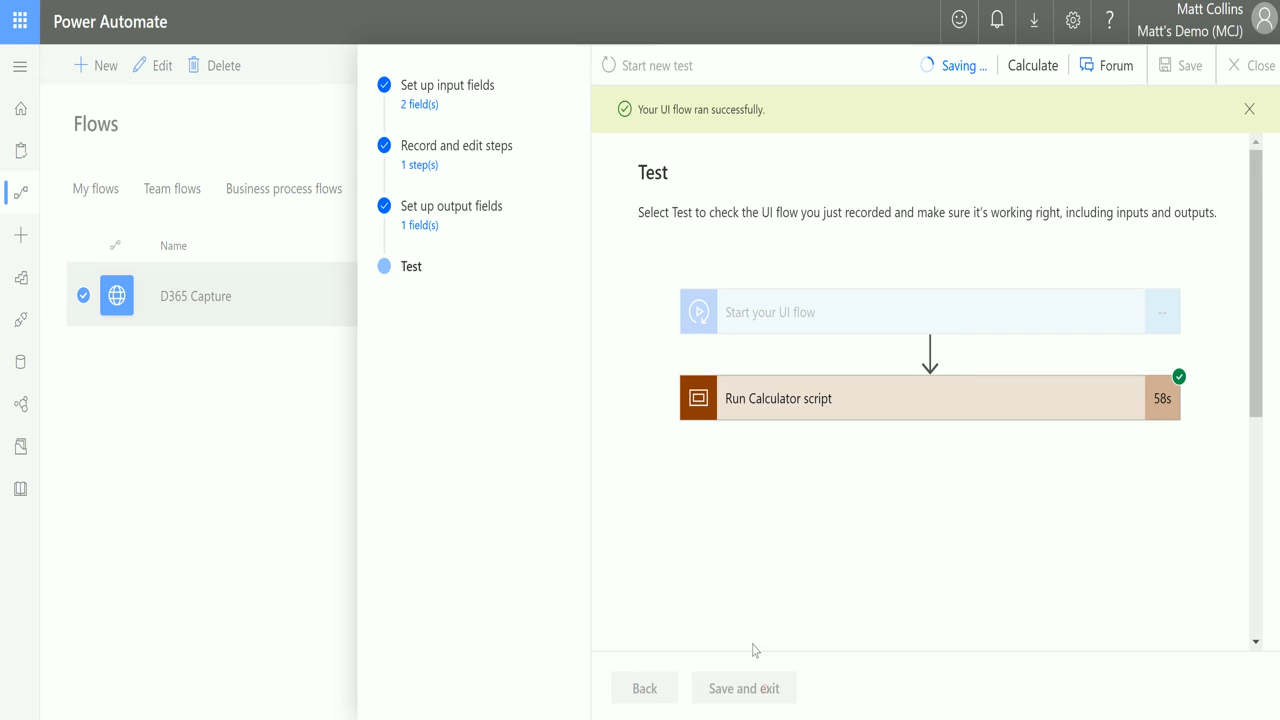 Power Automate
Matt Collins
Matt's Demo (MCJ)
New
Edit
Delete
Flows
My flows
Team flows
Business process flows
Name
D365 Capture
Set up input fields
2 field(s)
Record and edit steps
1 step(s)
Set up output fields
1 field(s)
Test
Start new test
Saving ...
Calculate
Forum
Save
Close
Your UI flow ran successfully.
Test
Select Test to check the UI flow you just recorded and make sure it's working right, including inputs and outputs.
Start your UI flow
--
Run Calculator script
58s
Back
Save and exit